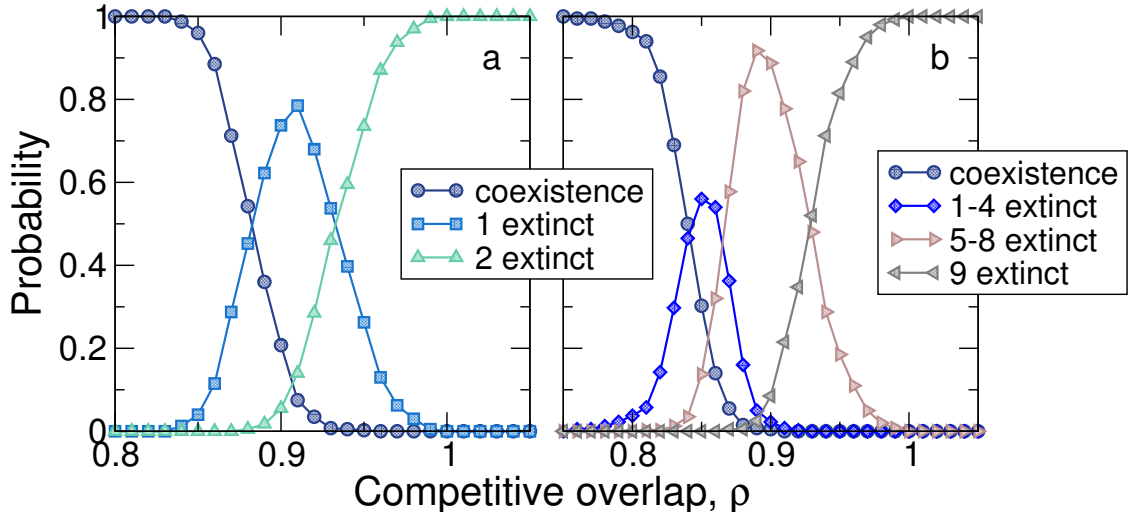 Probability
1
0.8
0.6
0.4
0.2
0
a
coexistence
1 extinct
2 extinct
0.8
0.9
1
b
coexistence
1-4 extinct
5-8 extinct
9 extinct
0.8
0.9
1
Competitive overlap, ρ